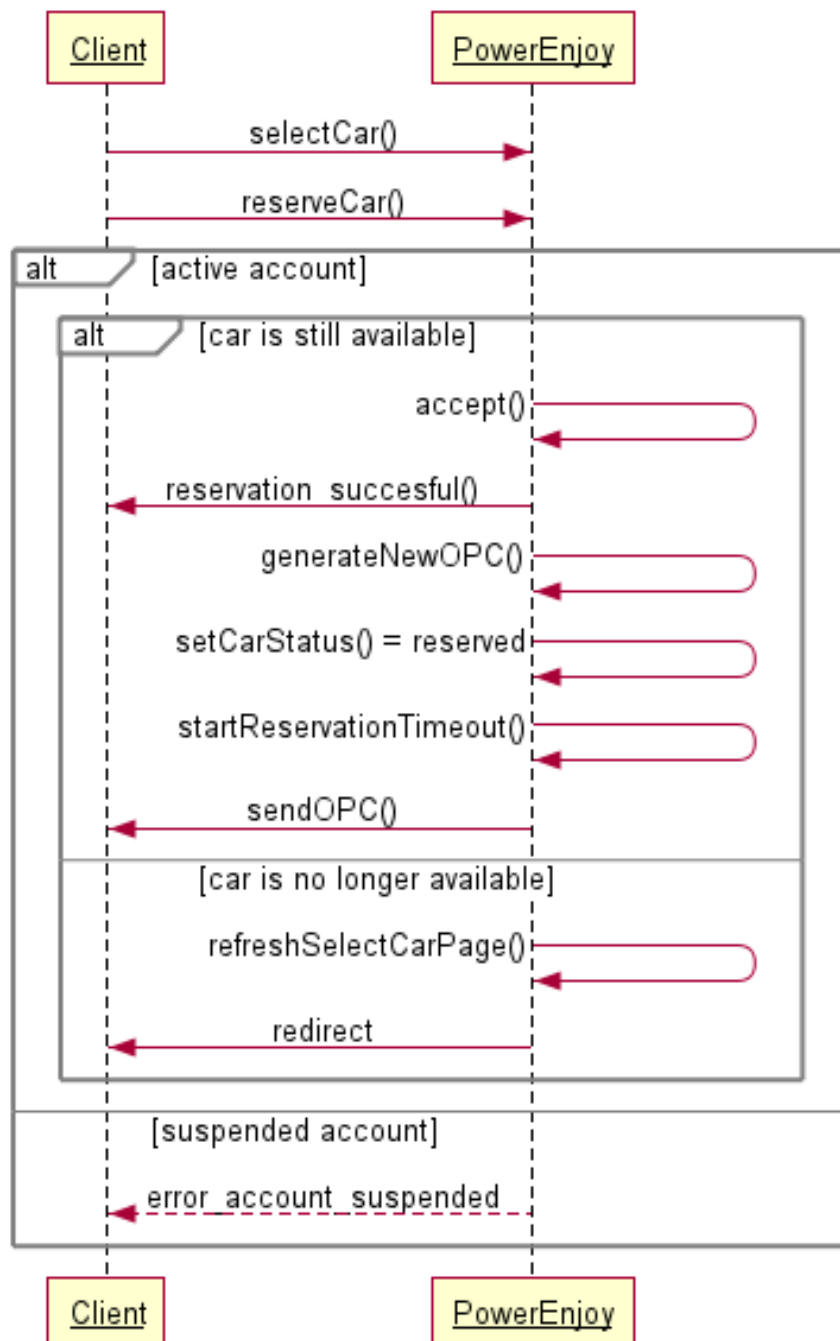 Client PowerEnjoy
selectCar()
reserveCar()
alt [active account]
alt [car is still available]
accept()
reservation_succesful()
generateNewOPC()
setCarStatus() = reserved
startReservationTimeout()
sendOPC()
[car is no longer available]
refreshSelectCarPage()
redirect
[suspended account]
error_account_suspended
Client PowerEnjoy